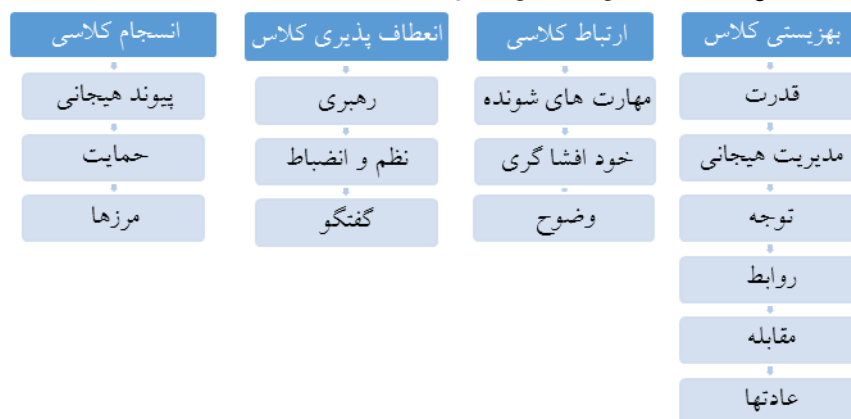 بهزیستی کلاس
قدرت
مدیریت هیجانی
توجه
روابط
مقابله
عادتها
ارتباط کلاسی
مهارت های شونده
خود افشا گری
وضوح
انعطاف پذیری کلاس
رهبری
نظم و انضباط
گفتگو
انسجام کلاسی
پیوند هیجانی
حمایت
مرزها